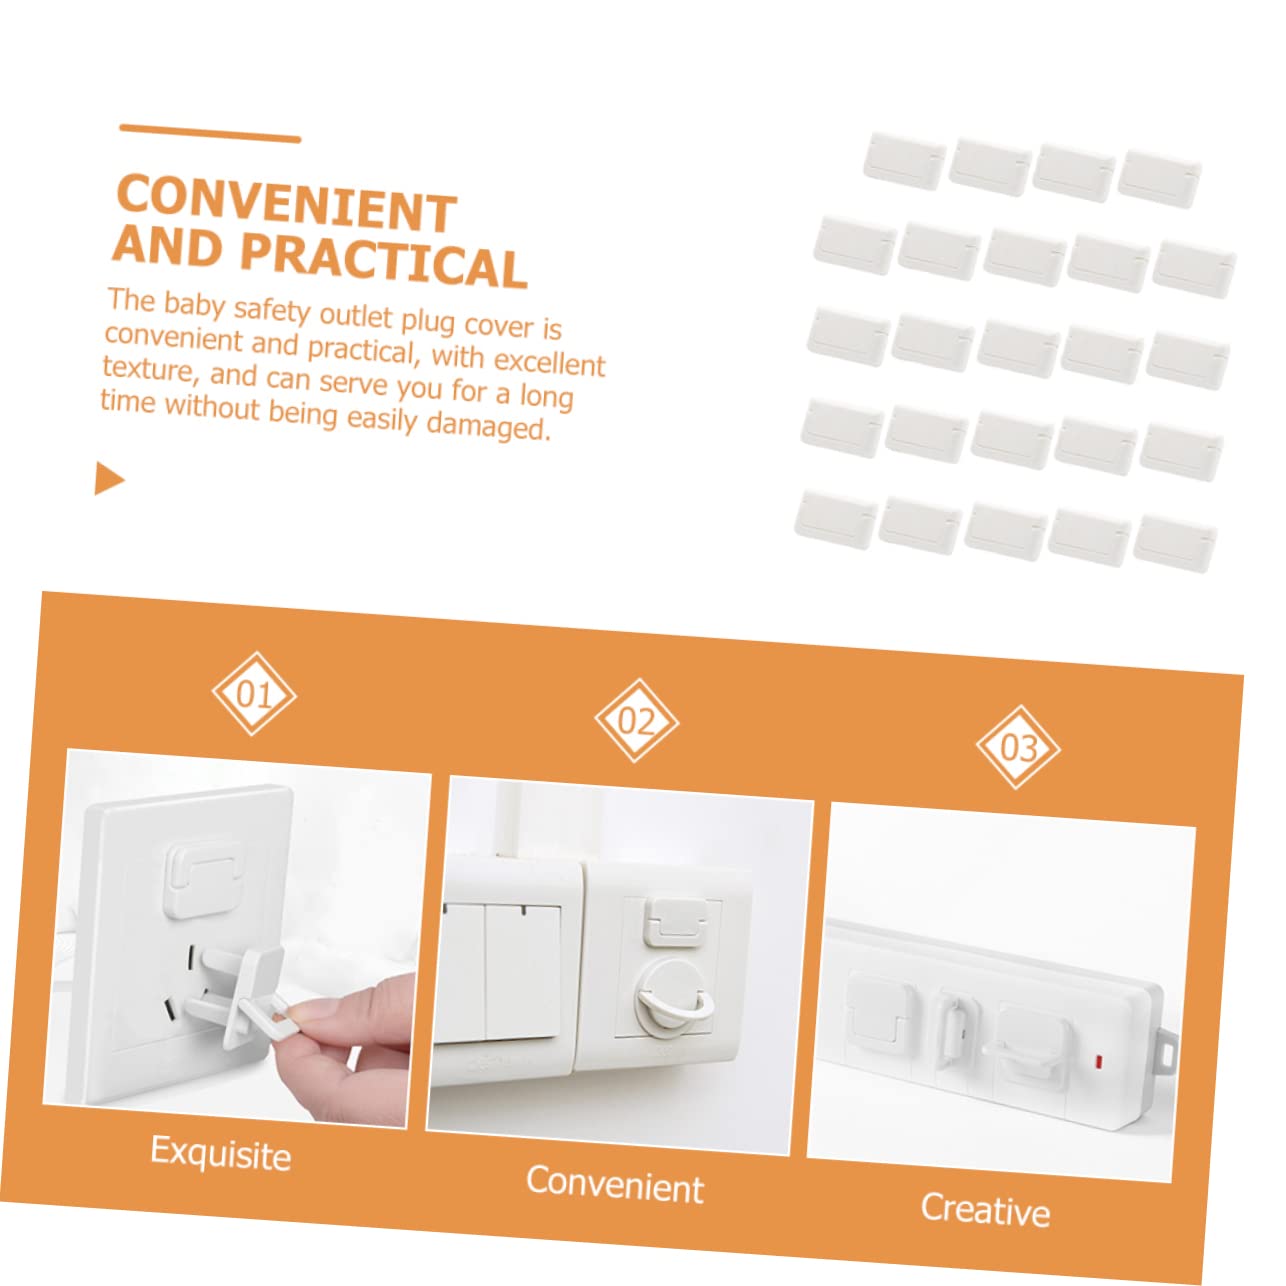 CONVENIENT
AND PRACTICAL
The baby safety outlet plug cover is
convenient and practical, with excellent
texture, and can serve you for a long
time without being easily damaged.
01
02
03
Exquisite
Convenient
Creative